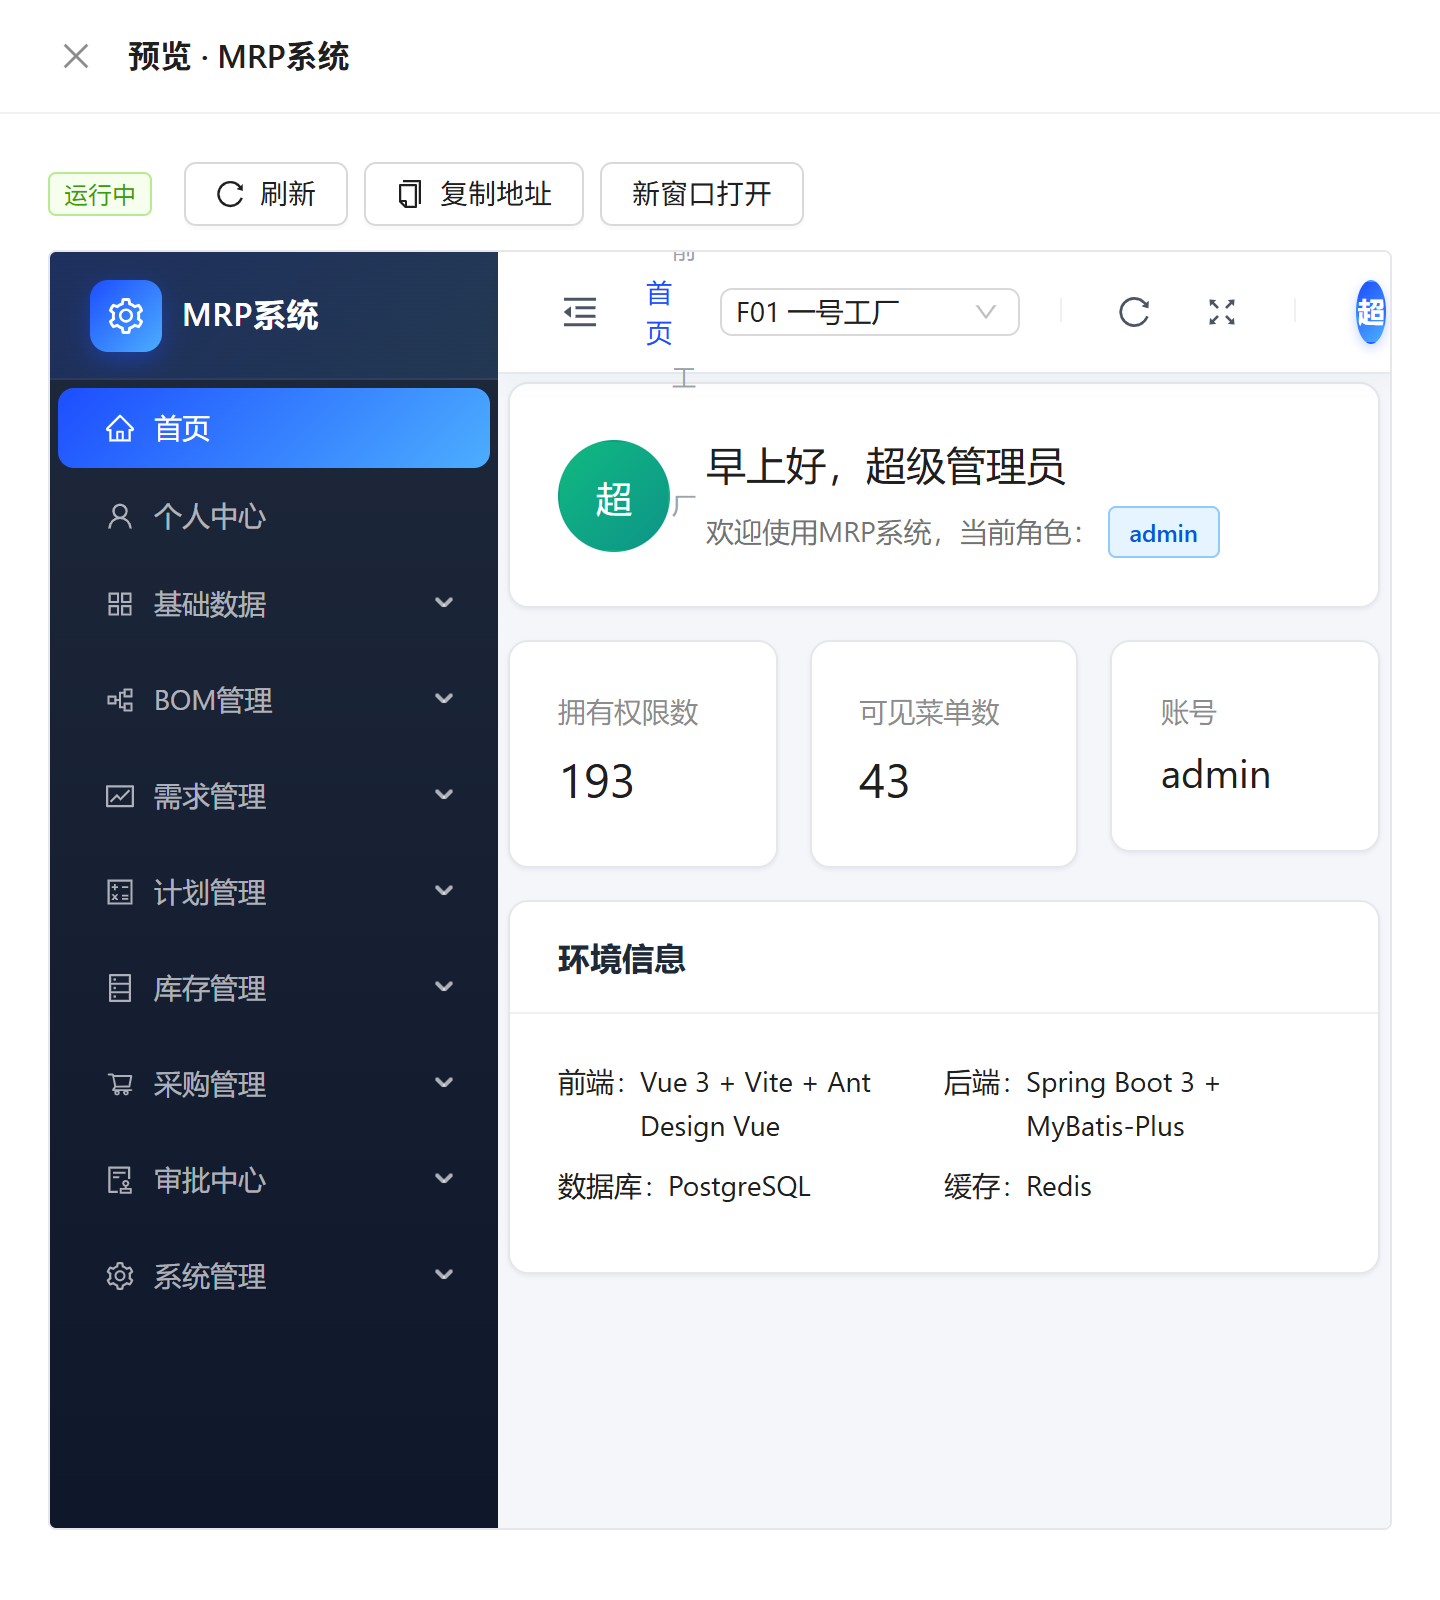 预览 · MRP系统
运行中
刷新
复制地址
新窗口打开
MRP系统
首页
个人中心
基础数据
BOM管理
需求管理
计划管理
库存管理
采购管理
审批中心
系统管理
首
页
前
工
厂
F01 一号工厂
超
超
早上好，超级管理员
欢迎使用MRP系统，当前角色： admin
拥有权限数
193
可见菜单数
43
账号
admin
环境信息
前端： Vue 3 + Vite + Ant
Design Vue
后端： Spring Boot 3 +
MyBatis-Plus
数据库： PostgreSQL
缓存： Redis